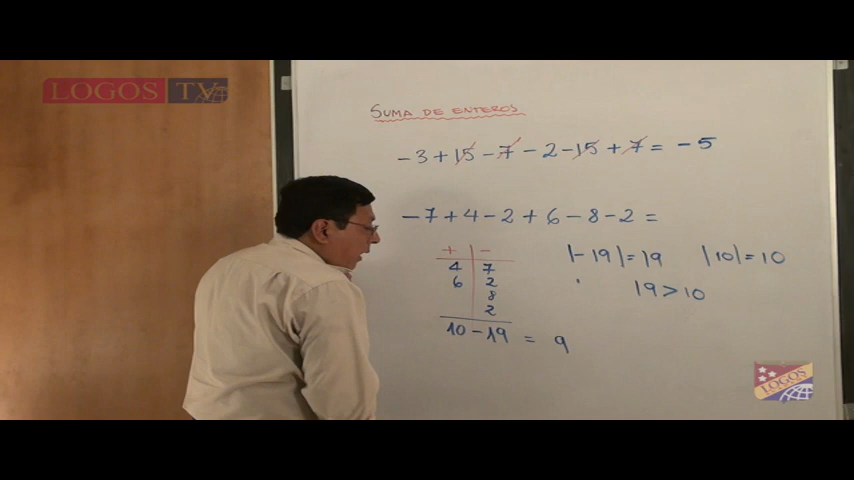 LOGOS TV
SUMA DE ENTEROS
-3+15-7-2-15+7=-5
-7+4-2+6-8-2=
+ | -
4 | 7
6 | 2
8
2
10-19 = 9
|-19|=19 |10|=10
19>10
LOGOS